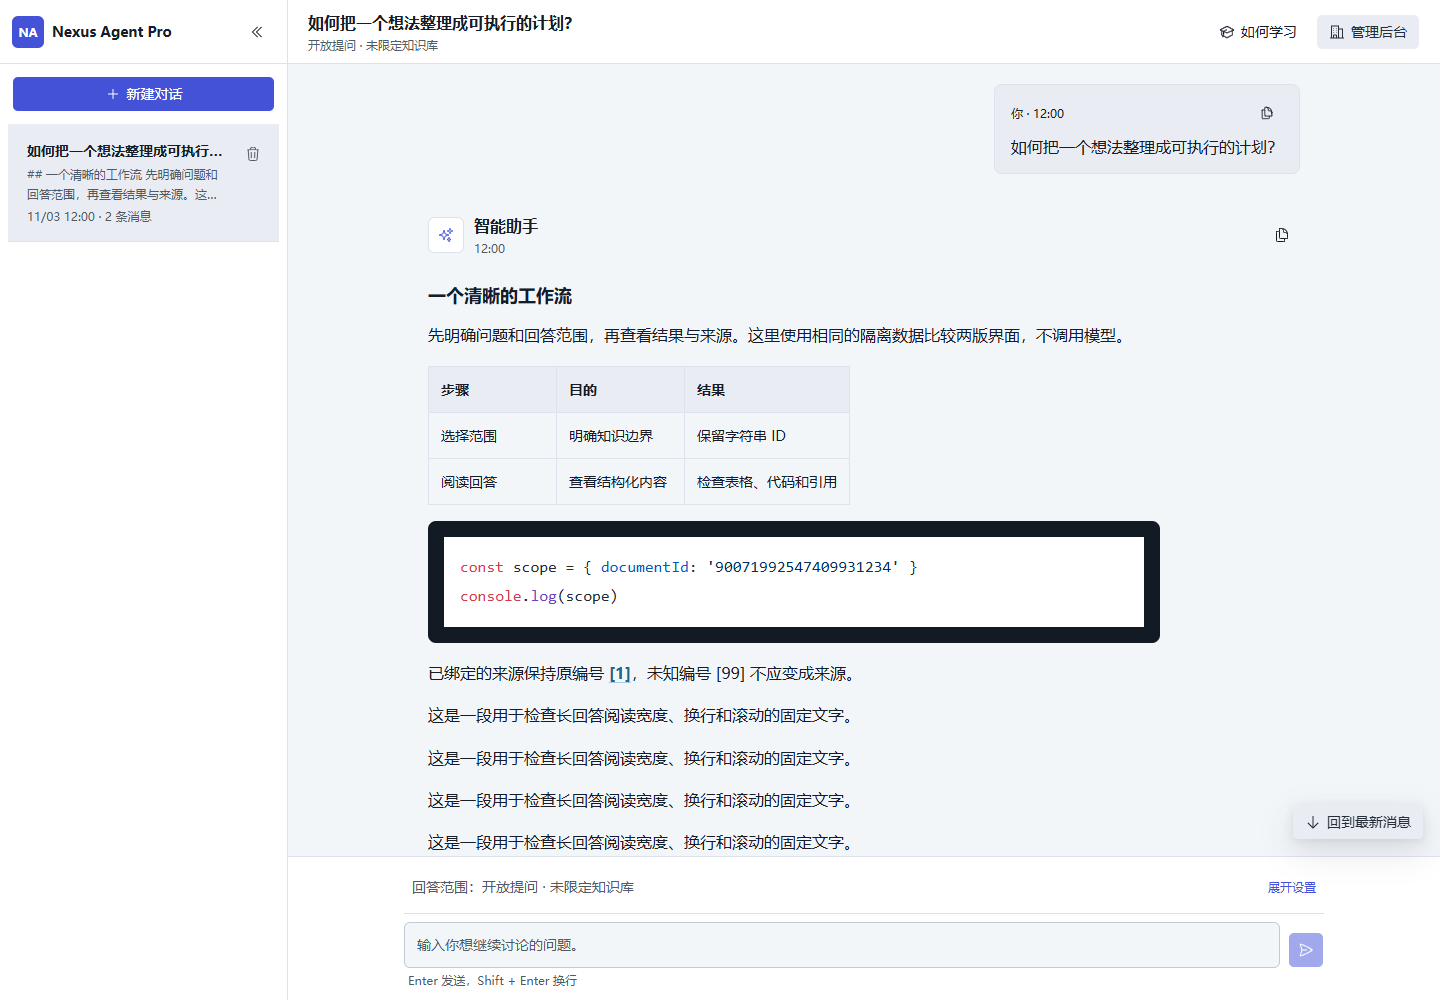 NA Nexus Agent Pro
新建对话
如何把一个想法整理成可执行...
## 一个清晰的工作流 先明确问题和
回答范围，再查看结果与来源。这...
11/03 12:00 · 2 条消息
如何把一个想法整理成可执行的计划？
开放提问 · 未限定知识库
如何学习
管理后台
你 · 12:00
如何把一个想法整理成可执行的计划？
智能助手
12:00
一个清晰的工作流
先明确问题和回答范围，再查看结果与来源。这里使用相同的隔离数据比较两版界面，不调用模型。
步骤 目的 结果
选择范围 明确知识边界 保留字符串 ID
阅读回答 查看结构化内容 检查表格、代码和引用
const scope = { documentId: '90071992547409931234' }
console.log(scope)
已绑定的来源保持原编号 [1]，未知编号 [99] 不应变成来源。
这是一段用于检查长回答阅读宽度、换行和滚动的固定文字。
这是一段用于检查长回答阅读宽度、换行和滚动的固定文字。
这是一段用于检查长回答阅读宽度、换行和滚动的固定文字。
这是一段用于检查长回答阅读宽度、换行和滚动的固定文字。
回到最新消息
回答范围：开放提问 · 未限定知识库
展开设置
输入你想继续讨论的问题。
Enter 发送，Shift + Enter 换行